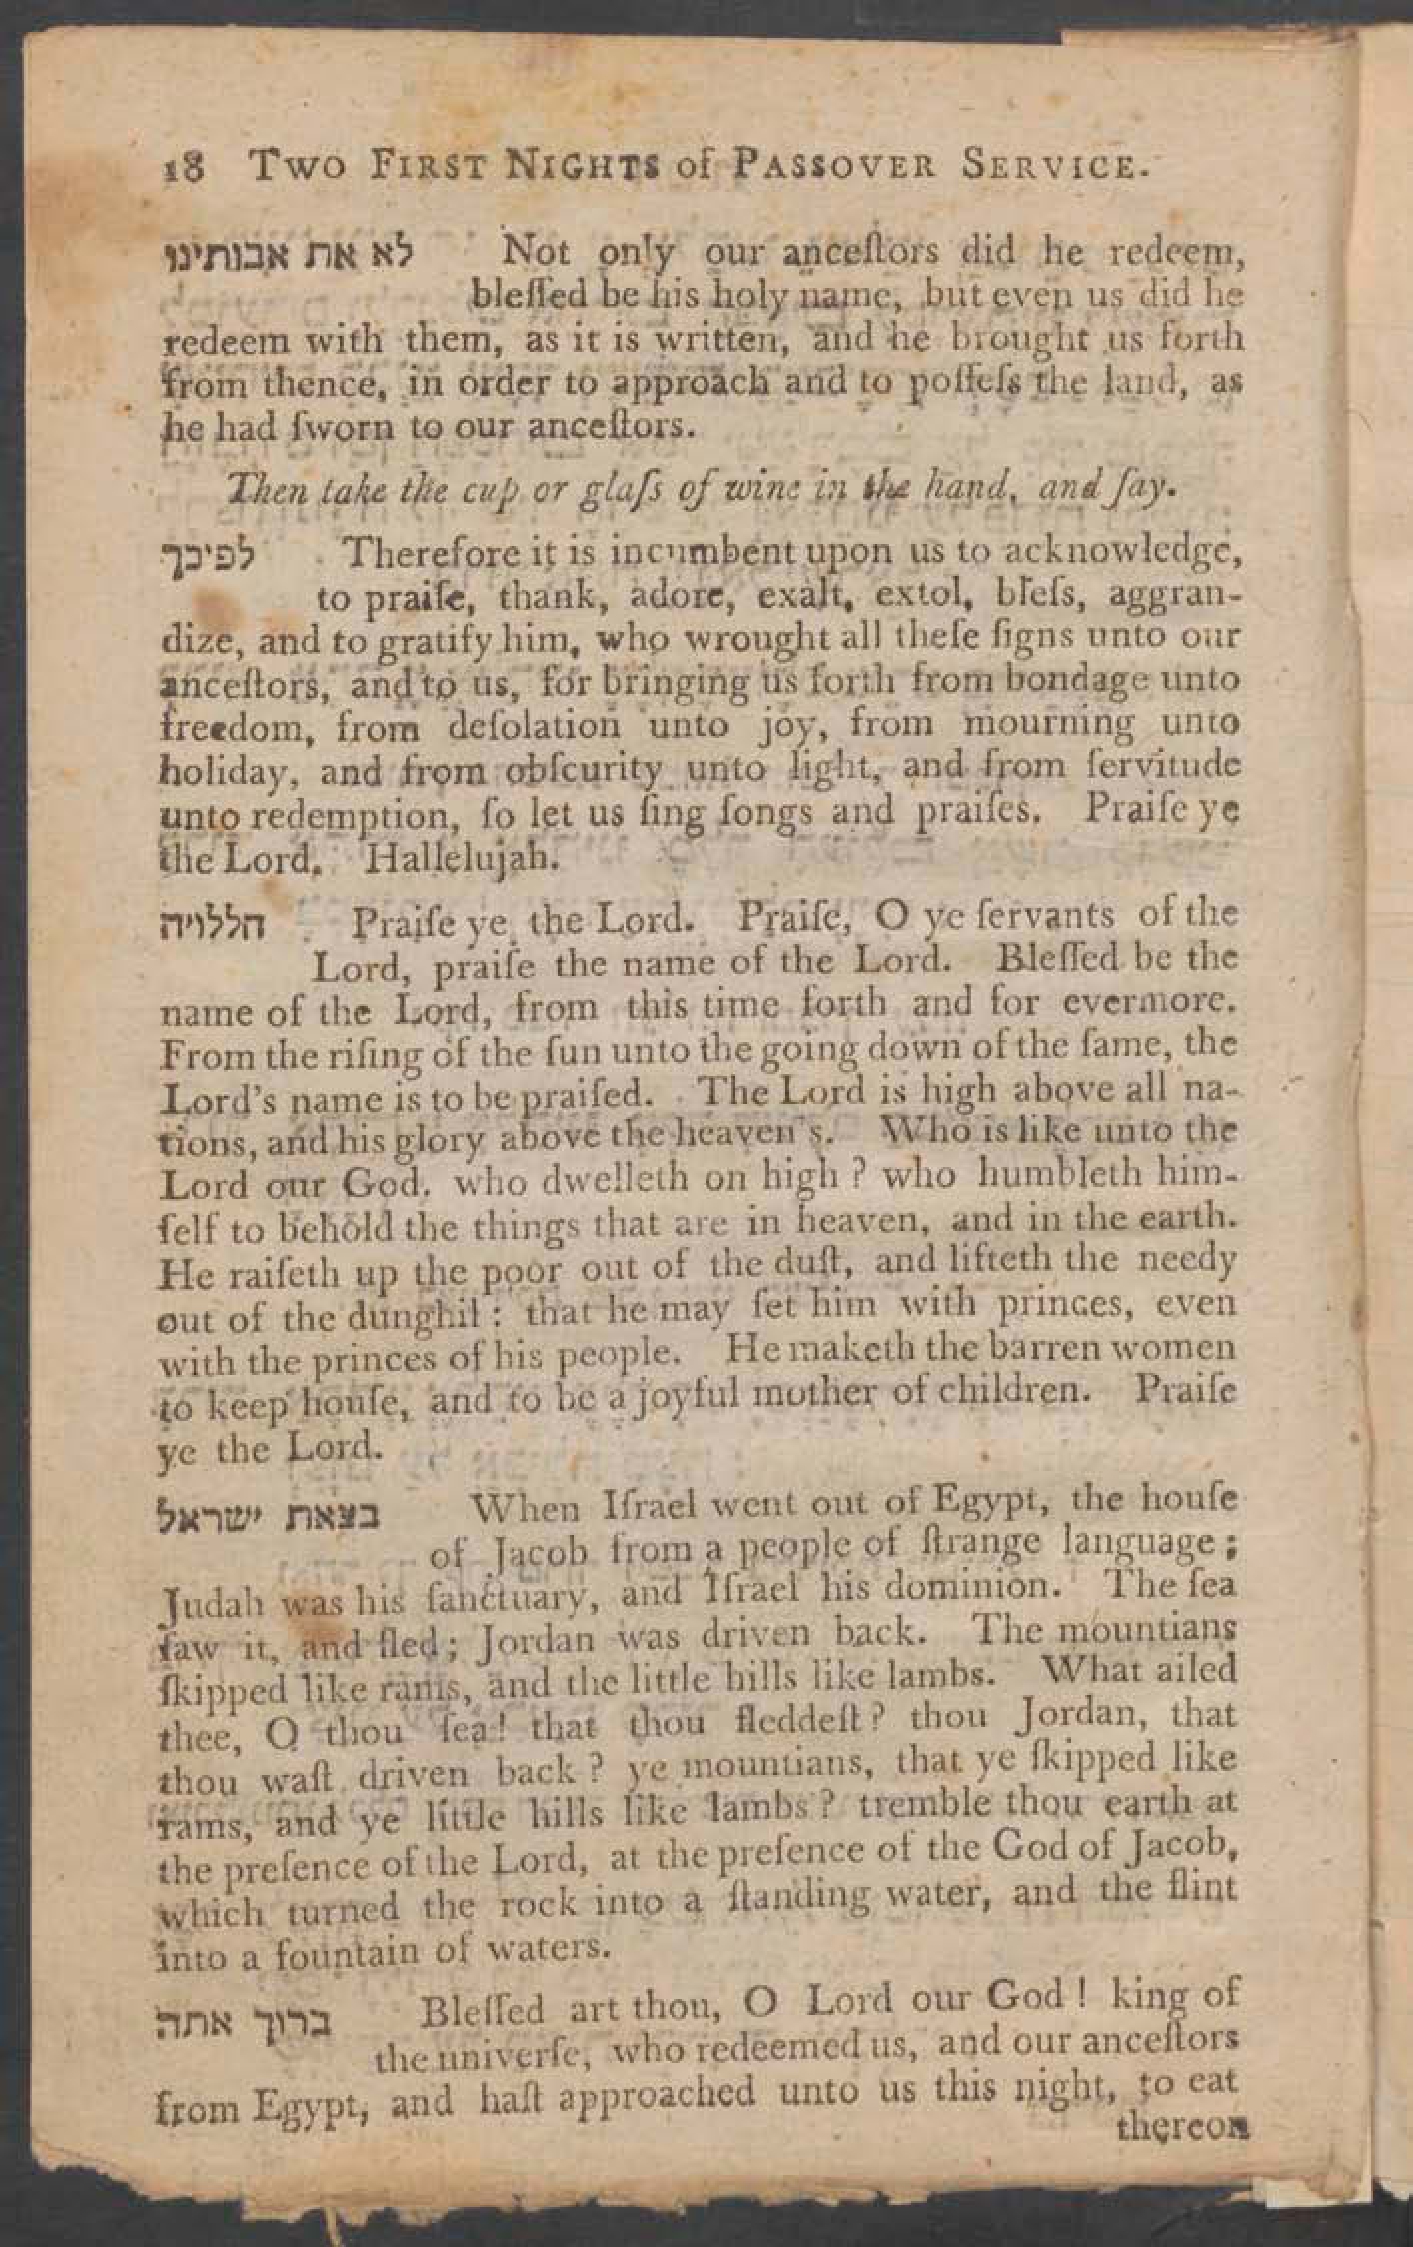 18 TWO FIRST NIGHTS of PASSOVER SERVICE.
לא את אבותינו Not only our anceſtors did he redeem,
bleſſed be his holy name, but even us did he
redeem with them, as it is written, and he brought us forth
from thence, in order to approach and to poſſeſs the land, as
he had ſworn to our anceſtors.
Then take the cup or glaſs of wine in the hand, and ſay.
לפיכך Therefore it is incumbent upon us to acknowledge,
to praiſe, thank, adore, exalt, extol, bleſs, aggran-
dize, and to gratify him, who wrought all theſe ſigns unto our
anceſtors, and to us, for bringing us forth from bondage unto
freedom, from deſolation unto joy, from mourning unto
holiday, and from obſcurity unto light, and from ſervitude
unto redemption, ſo let us ſing ſongs and praiſes. Praiſe ye
the Lord. Hallelujah.
הללויה Praiſe ye the Lord. Praiſe, O ye ſervants of the
Lord, praiſe the name of the Lord. Bleſſed be the
name of the Lord, from this time forth and for evermore.
From the riſing of the ſun unto the going down of the ſame, the
Lord's name is to be praiſed. The Lord is high above all na-
tions, and his glory above the heaven's. Who is like unto the
Lord our God. who dwelleth on high ? who humbleth him-
ſelf to behold the things that are in heaven, and in the earth.
He raiſeth up the poor out of the duſt, and lifteth the needy
out of the dunghil : that he may ſet him with princes, even
with the princes of his people. He maketh the barren women
to keep houſe, and to be a joyful mother of children. Praiſe
ye the Lord.
בצאת ישראל When Iſrael went out of Egypt, the houſe
of Jacob from a people of ſtrange language ;
Judah was his ſanctuary, and Iſrael his dominion. The ſea
ſaw it, and fled ; Jordan was driven back. The mountians
ſkipped like rams, and the little hills like lambs. What ailed
thee, O thou ſea! that thou fleddeſt ? thou Jordan, that
thou waſt driven back ? ye mountians, that ye ſkipped like
rams, and ye little hills like lambs ? tremble thou earth at
the preſence of the Lord, at the preſence of the God of Jacob,
which turned the rock into a ſtanding water, and the flint
into a fountain of waters.
ברוך אתה Bleſſed art thou, O Lord our God ! king of
the univerſe, who redeemed us, and our anceſtors
from Egypt, and haſt approached unto us this night, to eat
thereon